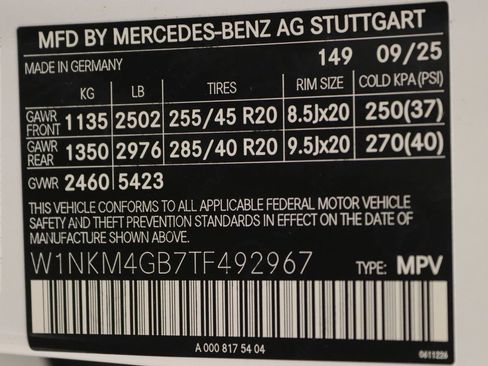 MFD BY MERCEDES-BENZ AG STUTTGART
MADE IN GERMANY 149 09/25
KG LB TIRES RIM SIZE COLD KPA(PSI)
GAWR FRONT 1135 2502 255/45 R20 8.5Jx20 250(37)
GAWR REAR 1350 2976 285/40 R20 9.5Jx20 270(40)
GVWR 2460 5423
THIS VEHICLE CONFORMS TO ALL APPLICABLE FEDERAL MOTOR VEHICLE
SAFETY AND THEFT PREVENTION STANDARDS IN EFFECT ON THE DATE OF
MANUFACTURE SHOWN ABOVE.
W1NKM4GB7TF492967 TYPE: MPV
A 000 817 54 04
0611226